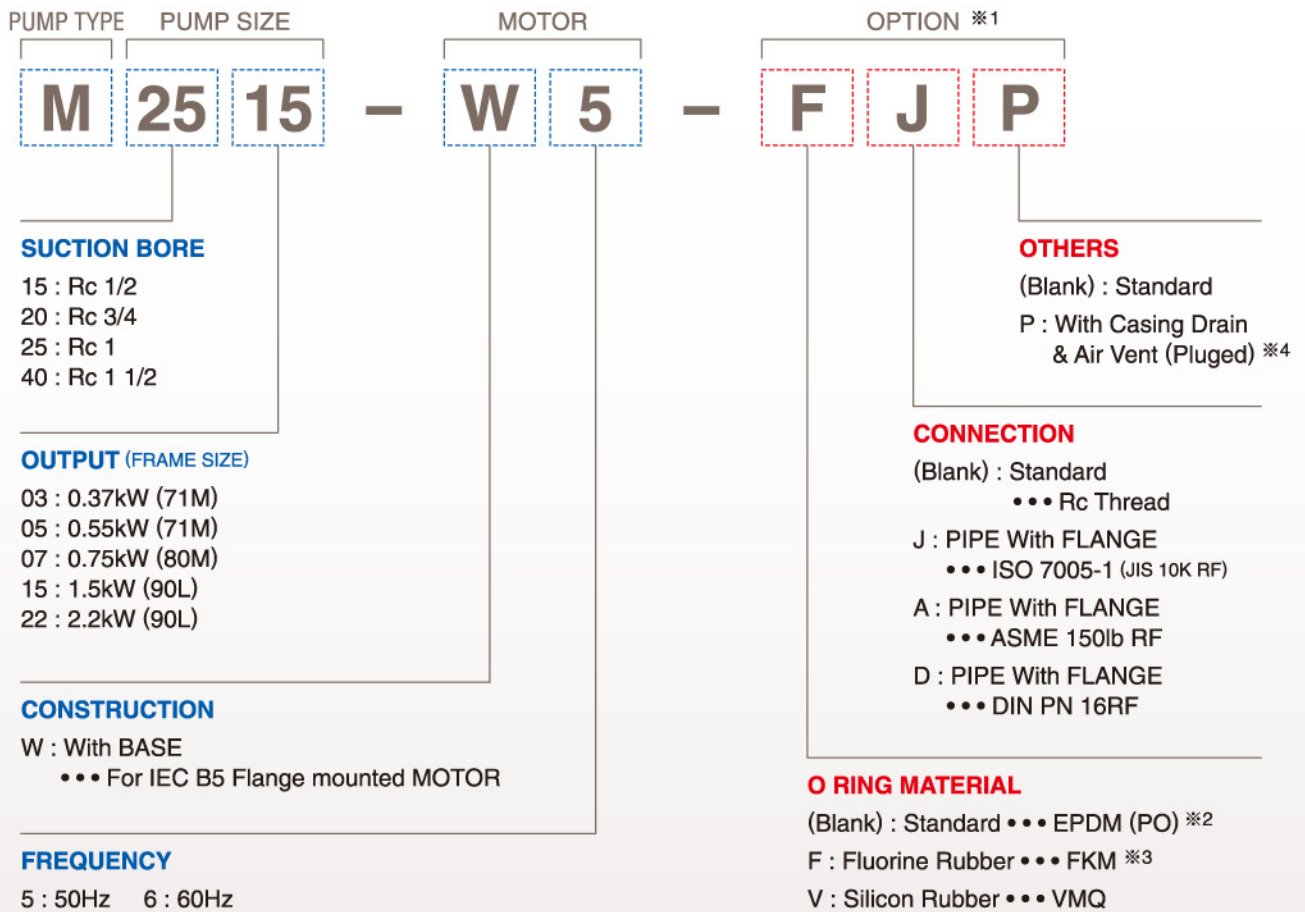 PUMP TYPE PUMP SIZE MOTOR OPTION ※1
M 25 15 – W 5 – F J P
SUCTION BORE
15 : Rc 1/2
20 : Rc 3/4
25 : Rc 1
40 : Rc 1 1/2
OUTPUT (FRAME SIZE)
03 : 0.37kW (71M)
05 : 0.55kW (71M)
07 : 0.75kW (80M)
15 : 1.5kW (90L)
22 : 2.2kW (90L)
CONSTRUCTION
W : With BASE
••• For IEC B5 Flange mounted MOTOR
FREQUENCY
5 : 50Hz 6 : 60Hz
OTHERS
(Blank) : Standard
P : With Casing Drain
& Air Vent (Pluged) ※4
CONNECTION
(Blank) : Standard
••• Rc Thread
J : PIPE With FLANGE
••• ISO 7005-1 (JIS 10K RF)
A : PIPE With FLANGE
••• ASME 150lb RF
D : PIPE With FLANGE
••• DIN PN 16RF
O RING MATERIAL
(Blank) : Standard ••• EPDM (PO) ※2
F : Fluorine Rubber ••• FKM ※3
V : Silicon Rubber ••• VMQ